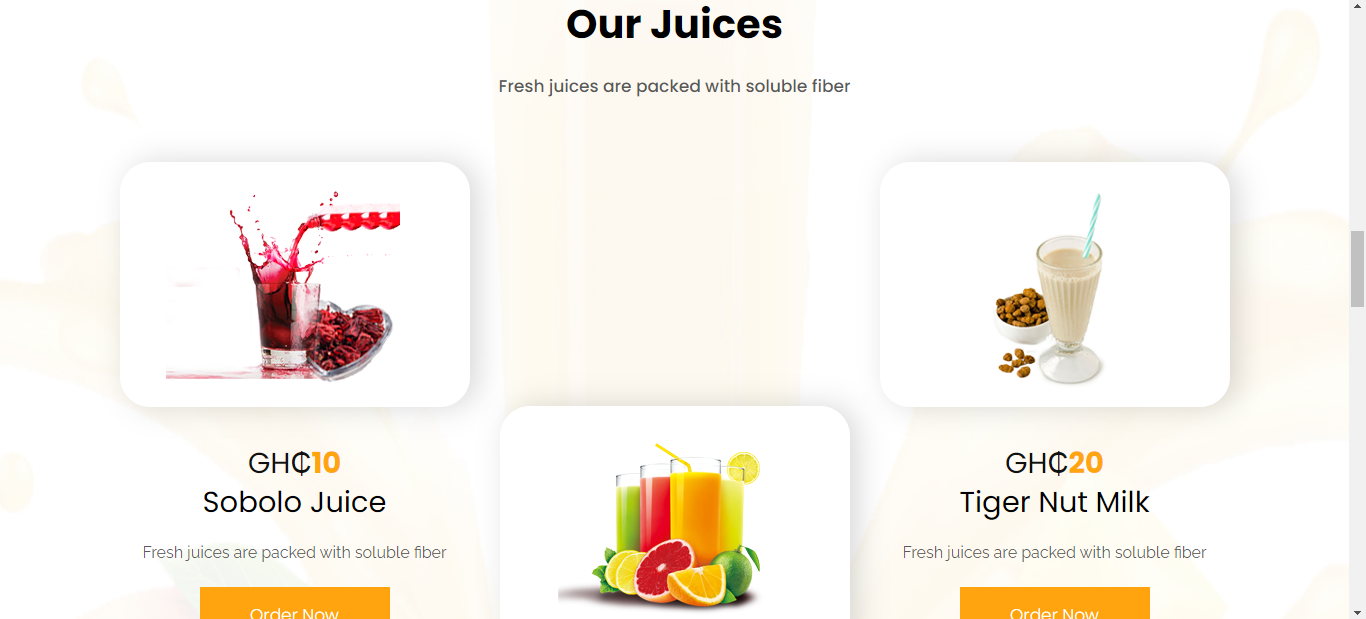 Our Juices
Fresh juices are packed with soluble fiber
GH₵10
Sobolo Juice
Fresh juices are packed with soluble fiber
Order Now
GH₵20
Tiger Nut Milk
Fresh juices are packed with soluble fiber
Order Now